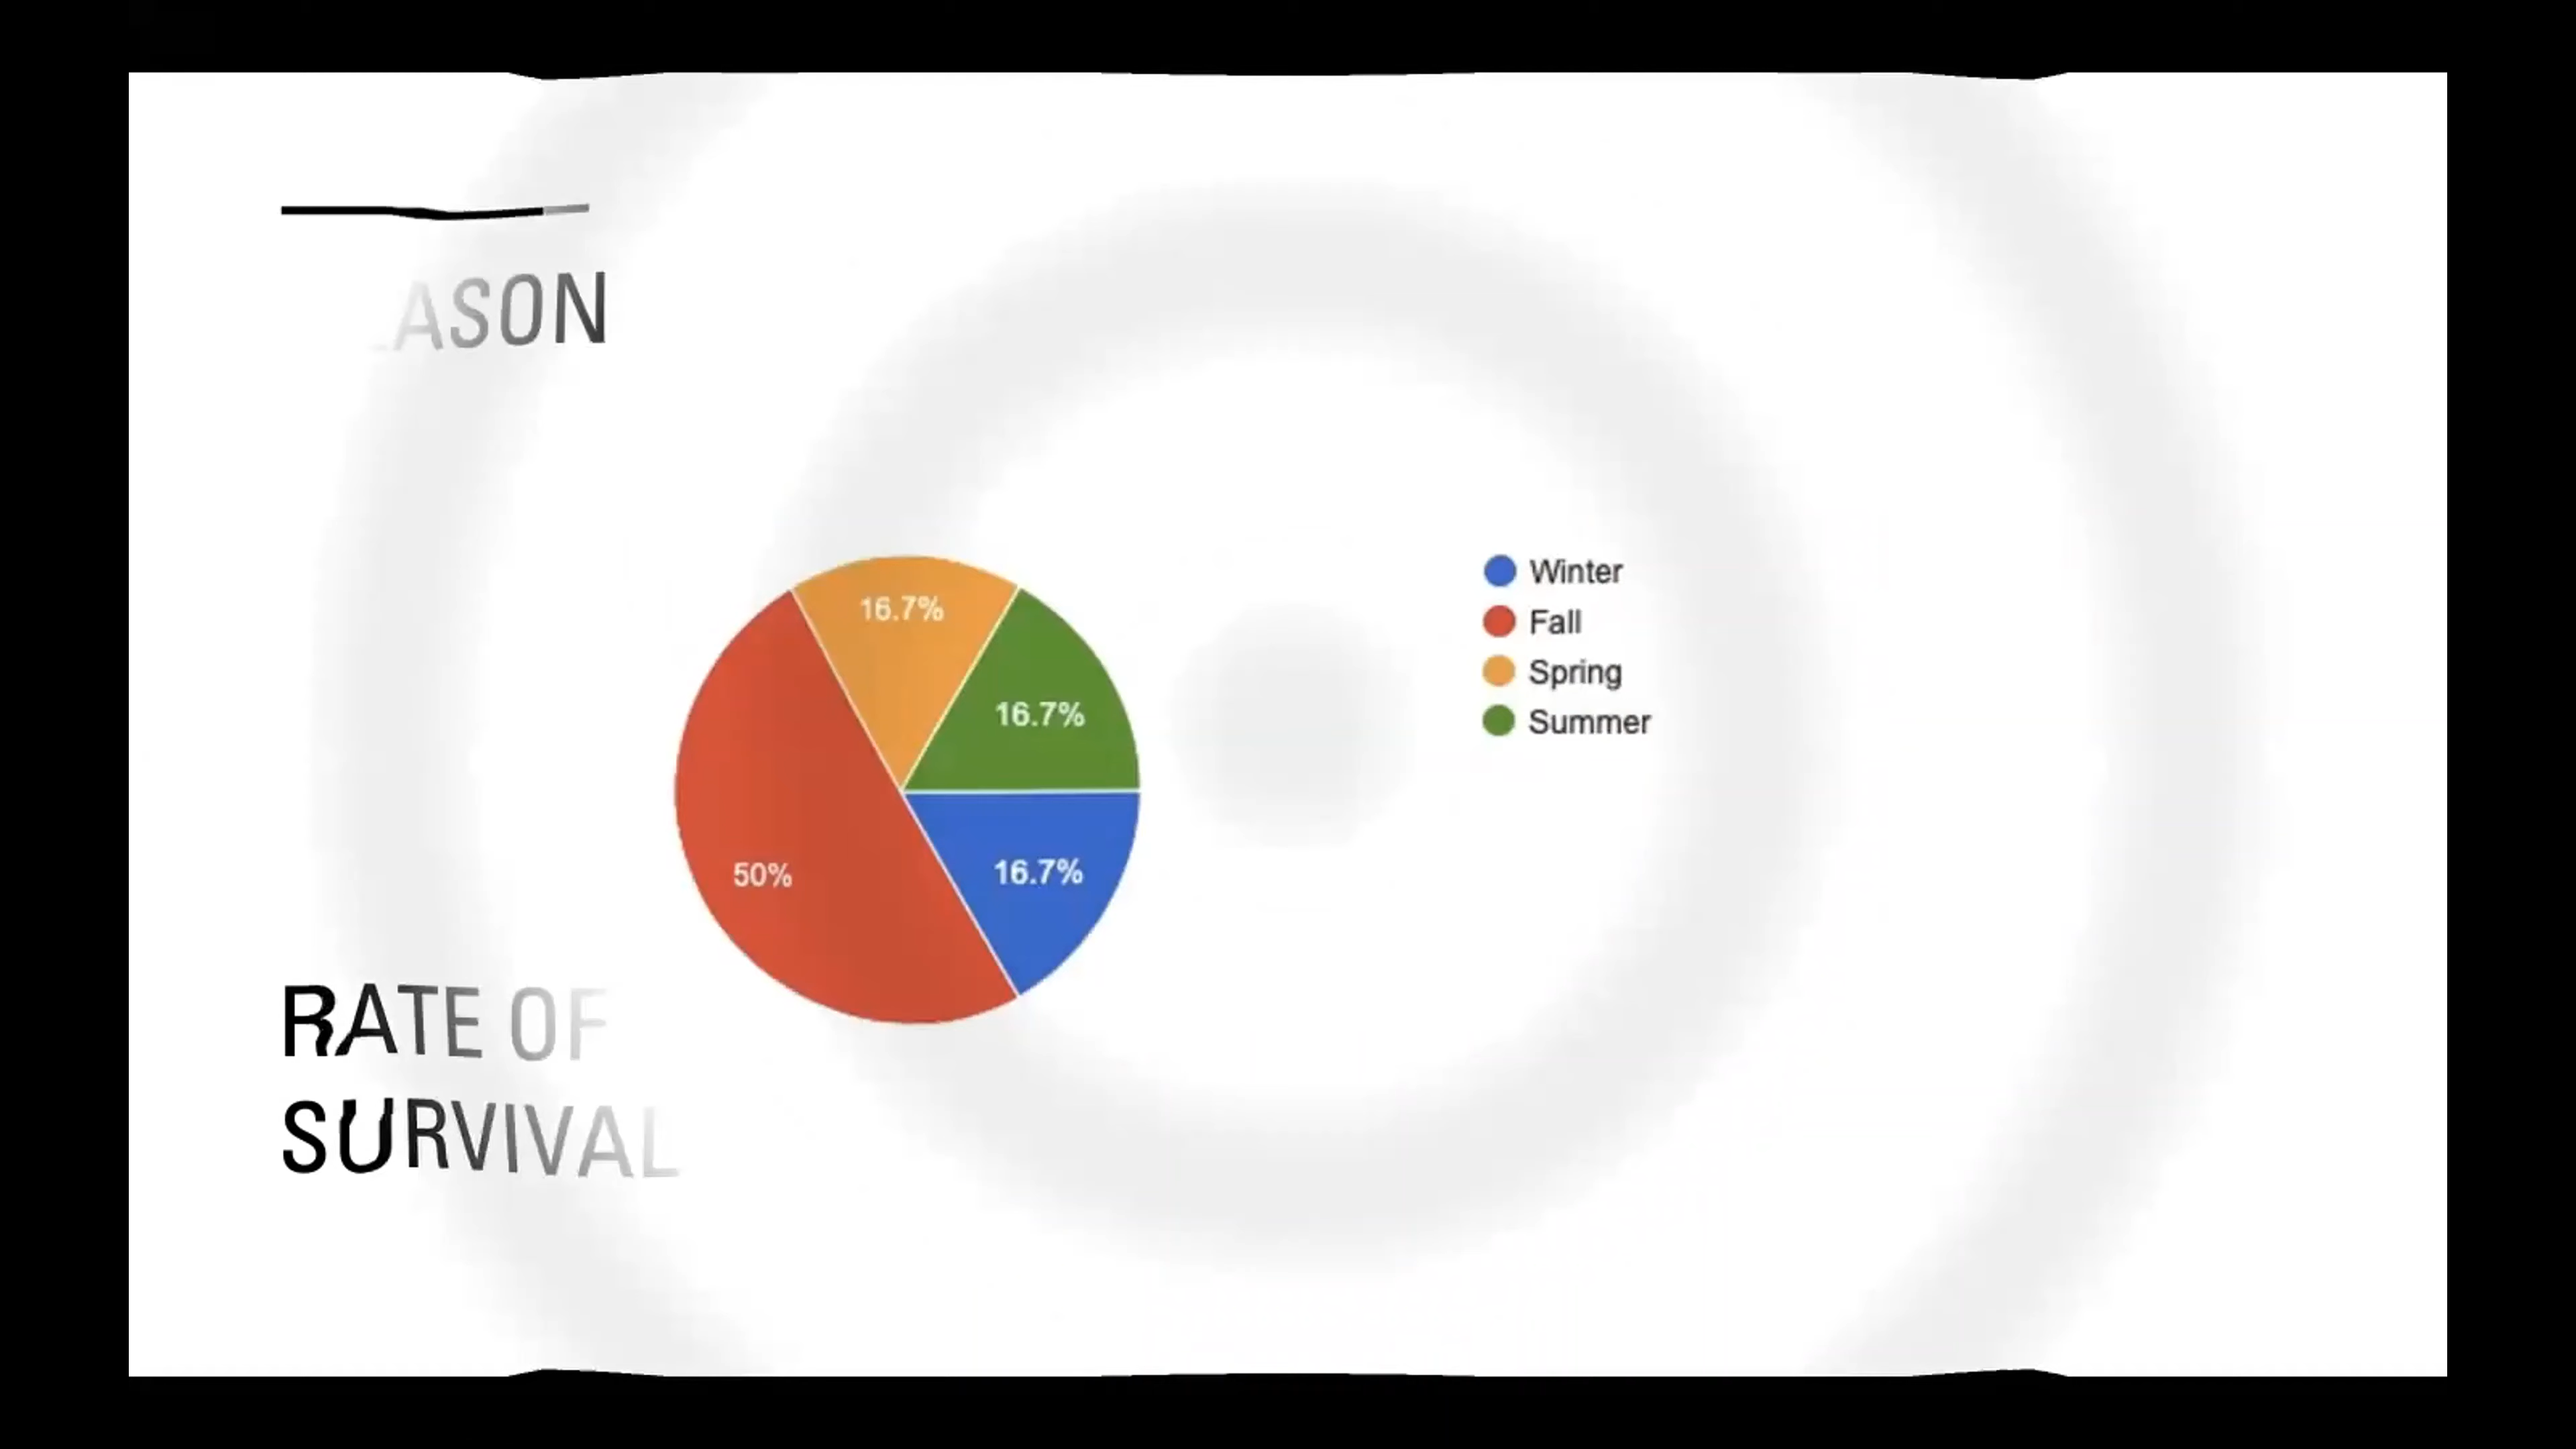 ASON
16.7%
16.7%
50%
16.7%
Winter
Fall
Spring
Summer
RATE OF
SURVIVAL